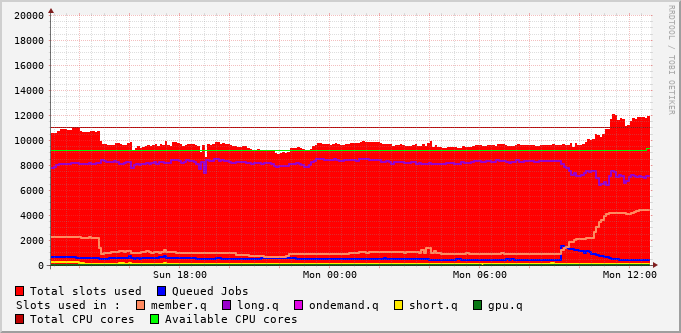 20000
18000
16000
14000
12000
10000
8000
6000
4000
2000
0
Sun 18:00 Mon 00:00 Mon 06:00 Mon 12:00
RRDTOOL / TOBI OETIKER
Total slots used Queued Jobs
Slots used in : member.q long.q ondemand.q short.q gpu.q
Total CPU cores Available CPU cores